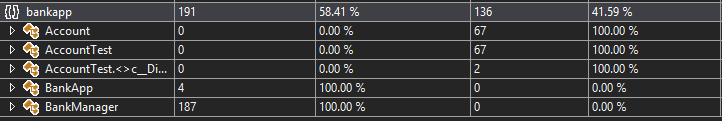 bankapp 191 58.41 % 136 41.59 %
Account 0 0.00 % 67 100.00 %
AccountTest 0 0.00 % 67 100.00 %
AccountTest.<>c__Di... 0 0.00 % 2 100.00 %
BankApp 4 100.00 % 0 0.00 %
BankManager 187 100.00 % 0 0.00 %